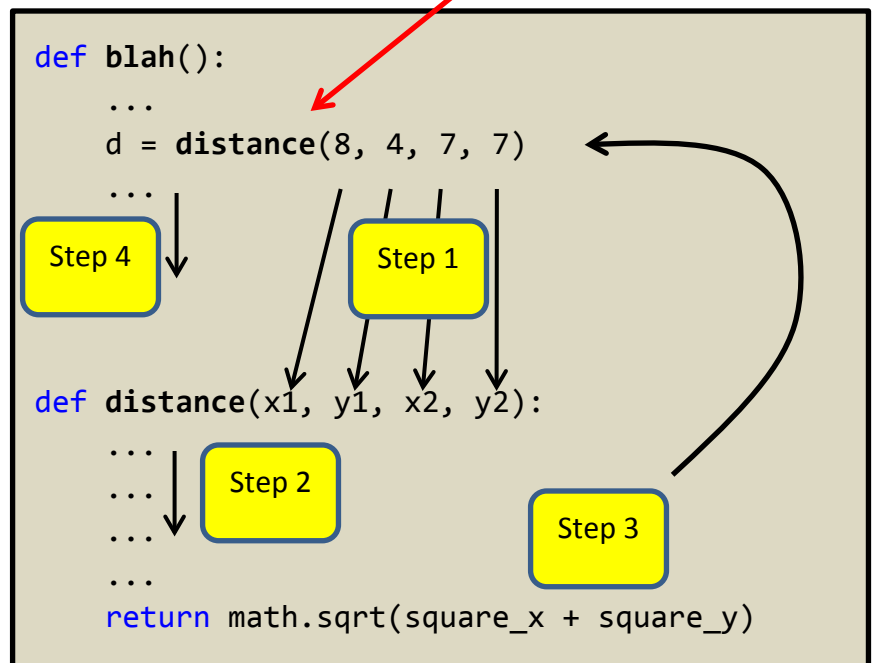 def blah():
...
d = distance(8, 4, 7, 7)
...
Step 4
Step 1
def distance(x1, y1, x2, y2):
...
Step 2
...
Step 3
...
...
return math.sqrt(square_x + square_y)